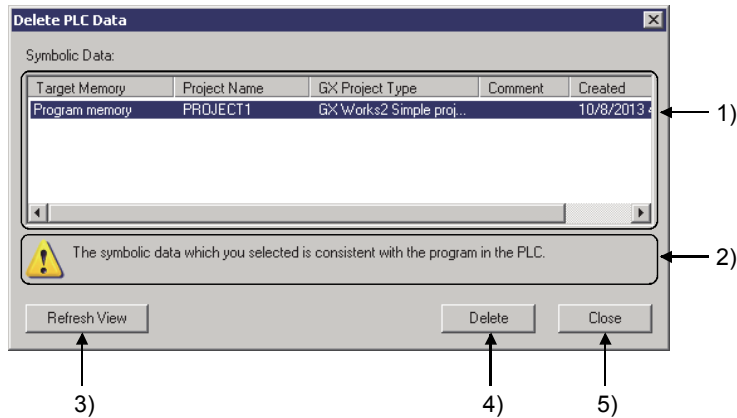 Delete PLC Data
Symbolic Data:
Target Memory Project Name GX Project Type Comment Created
Program memory PROJECT1 GX Works2 Simple proj... 10/8/2013
1)
The symbolic data which you selected is consistent with the program in the PLC.
2)
Refresh View Delete Close
3) 4) 5)